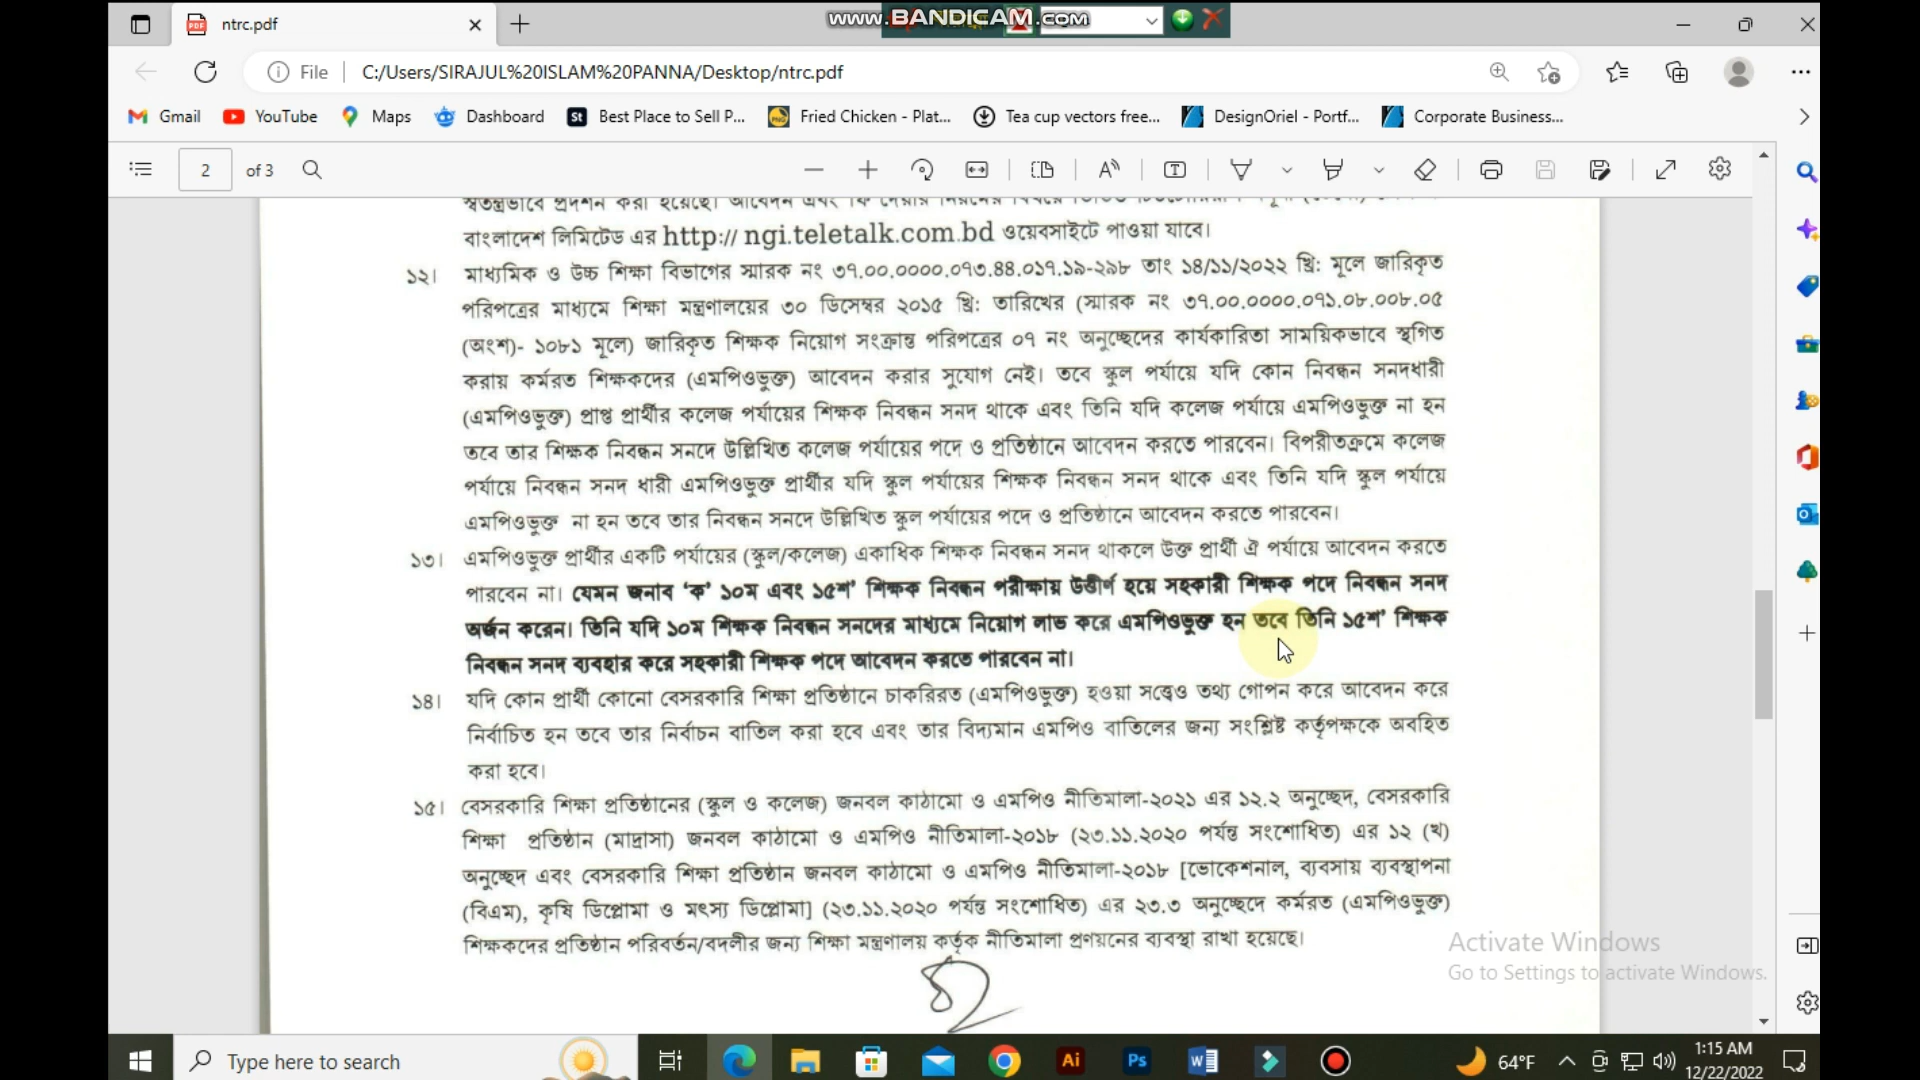 ntrc.pdf
www.BANDICAM.com
File
C:/Users/SIRAJUL%20ISLAM%20PANNA/Desktop/ntrc.pdf
Gmail YouTube Maps Dashboard Best Place to Sell P... Fried Chicken - Plat... Tea cup vectors free... DesignOriel - Portf... Corporate Business...
2 of 3
বাংলাদেশ লিমিটেড এর http:// ngi.teletalk.com.bd ওয়েবসাইটে পাওয়া যাবে।
১২। মাধ্যমিক ও উচ্চ শিক্ষা বিভাগের স্মারক নং ৩৭.০০.০০০০.০৭৩.৪৪.০১৭.১৯-২৯৮ তাং ১৪/১১/২০২২ খ্রি: মূলে জারিকৃত
পরিপত্রের মাধ্যমে শিক্ষা মন্ত্রণালয়ের ৩০ ডিসেম্বর ২০১৫ খ্রি: তারিখের (স্মারক নং ৩৭.০০.০০০০.০৭১.০৮.০০৮.০৫
(অংশ)- ১০৮১ মূলে) জারিকৃত শিক্ষক নিয়োগ সংক্রান্ত পরিপত্রের ০৭ নং অনুচ্ছেদের কার্যকারিতা সাময়িকভাবে স্থগিত
করায় কর্মরত শিক্ষকদের (এমপিওভুক্ত) আবেদন করার সুযোগ নেই। তবে স্কুল পর্যায়ে যদি কোন নিবন্ধন সনদধারী
(এমপিওভুক্ত) প্রাপ্ত প্রার্থীর কলেজ পর্যায়ের শিক্ষক নিবন্ধন সনদ থাকে এবং তিনি যদি কলেজ পর্যায়ে এমপিওভুক্ত না হন
তবে তার শিক্ষক নিবন্ধন সনদে উল্লিখিত কলেজ পর্যায়ের পদে ও প্রতিষ্ঠানে আবেদন করতে পারবেন। বিপরীতক্রমে কলেজ
পর্যায়ে নিবন্ধন সনদ ধারী এমপিওভুক্ত প্রার্থীর যদি স্কুল পর্যায়ের শিক্ষক নিবন্ধন সনদ থাকে এবং তিনি যদি স্কুল পর্যায়ে
এমপিওভুক্ত না হন তবে তার নিবন্ধন সনদে উল্লিখিত স্কুল পর্যায়ের পদে ও প্রতিষ্ঠানে আবেদন করতে পারবেন।
১৩। এমপিওভুক্ত প্রার্থীর একটি পর্যায়ের (স্কুল/কলেজ) একাধিক শিক্ষক নিবন্ধন সনদ থাকলে উক্ত প্রার্থী ঐ পর্যায়ে আবেদন করতে
পারবেন না। যেমন জনাব ‘ক’ ১০ম এবং ১৫শ’ শিক্ষক নিবন্ধন পরীক্ষায় উত্তীর্ণ হয়ে সহকারী শিক্ষক পদে নিবন্ধন সনদ
অর্জন করেন। তিনি যদি ১০ম শিক্ষক নিবন্ধন সনদের মাধ্যমে নিয়োগ লাভ করে এমপিওভুক্ত হন তবে তিনি ১৫শ’ শিক্ষক
নিবন্ধন সনদ ব্যবহার করে সহকারী শিক্ষক পদে আবেদন করতে পারবেন না।
১৪। যদি কোন প্রার্থী কোনো বেসরকারি শিক্ষা প্রতিষ্ঠানে চাকরিরত (এমপিওভুক্ত) হওয়া সত্ত্বেও তথ্য গোপন করে আবেদন করে
নির্বাচিত হন তবে তার নির্বাচন বাতিল করা হবে এবং তার বিদ্যমান এমপিও বাতিলের জন্য সংশ্লিষ্ট কর্তৃপক্ষকে অবহিত
করা হবে।
১৫। বেসরকারি শিক্ষা প্রতিষ্ঠানের (স্কুল ও কলেজ) জনবল কাঠামো ও এমপিও নীতিমালা-২০২১ এর ১২.২ অনুচ্ছেদ, বেসরকারি
শিক্ষা প্রতিষ্ঠান (মাদ্রাসা) জনবল কাঠামো ও এমপিও নীতিমালা-২০১৮ (২৩.১১.২০২০ পর্যন্ত সংশোধিত) এর ১২ (খ)
অনুচ্ছেদ এবং বেসরকারি শিক্ষা প্রতিষ্ঠান জনবল কাঠামো ও এমপিও নীতিমালা-২০১৮ [ভোকেশনাল, ব্যবসায় ব্যবস্থাপনা
(বিএম), কৃষি ডিপ্লোমা ও মৎস্য ডিপ্লোমা] (২৩.১১.২০২০ পর্যন্ত সংশোধিত) এর ২৩.৩ অনুচ্ছেদে কর্মরত (এমপিওভুক্ত)
শিক্ষকদের প্রতিষ্ঠান পরিবর্তন/বদলীর জন্য শিক্ষা মন্ত্রণালয় কর্তৃক নীতিমালা প্রণয়নের ব্যবস্থা রাখা হয়েছে।
Activate Windows
Go to Settings to activate Windows.
Type here to search
64°F
1:15 AM
12/22/2022